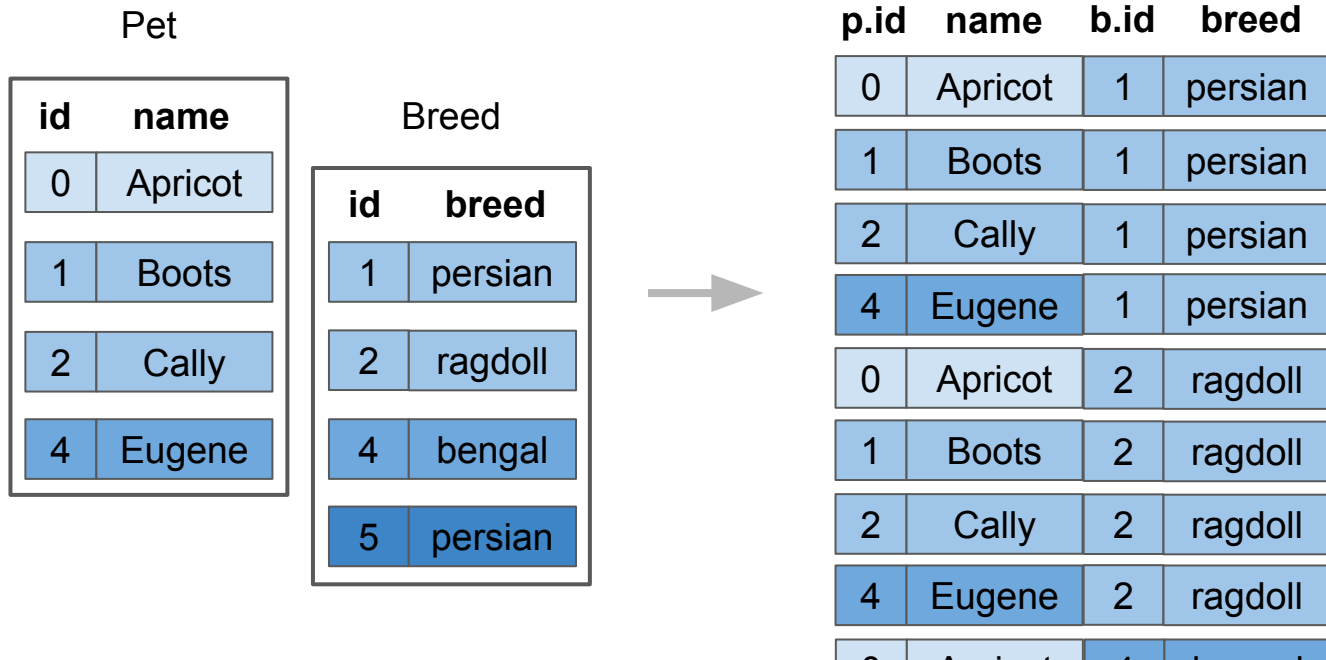 Pet
id name
0 Apricot
1 Boots
2 Cally
4 Eugene
Breed
id breed
1 persian
2 ragdoll
4 bengal
5 persian
p.id name b.id breed
0 Apricot 1 persian
1 Boots 1 persian
2 Cally 1 persian
4 Eugene 1 persian
0 Apricot 2 ragdoll
1 Boots 2 ragdoll
2 Cally 2 ragdoll
4 Eugene 2 ragdoll